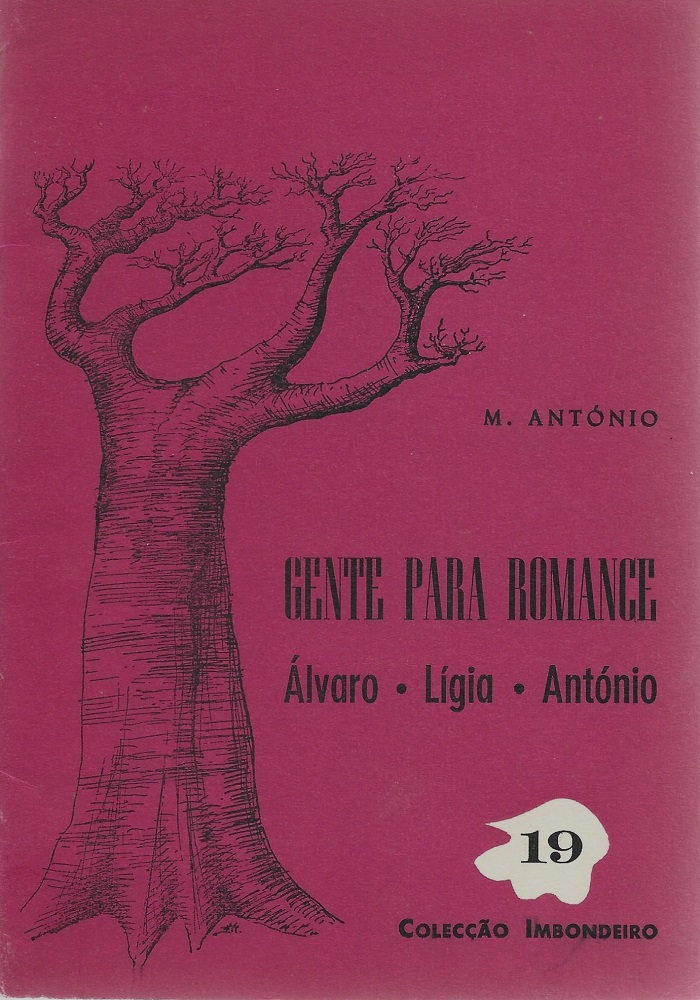 M. ANTÓNIO
GENTE PARA ROMANCE
Álvaro • Lígia • António
19
COLECÇÃO IMBONDEIRO